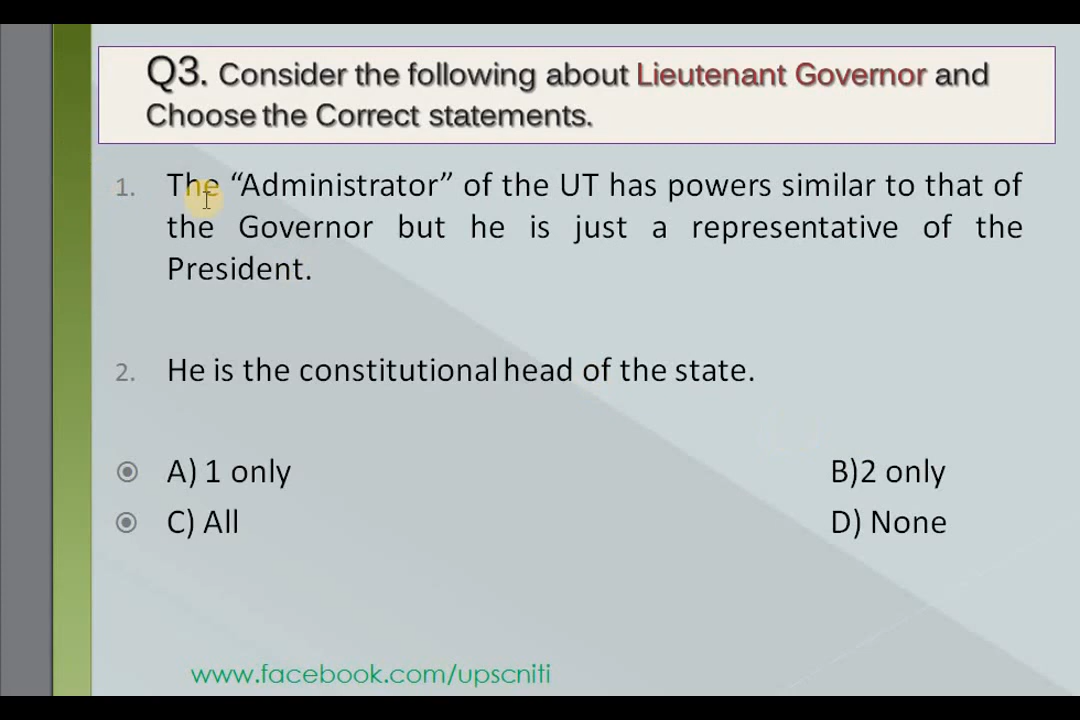 Q3. Consider the following about Lieutenant Governor and
Choose the Correct statements.
1. The “Administrator” of the UT has powers similar to that of
the Governor but he is just a representative of the
President.
2. He is the constitutional head of the state.
A) 1 only B)2 only
C) All D) None
www.facebook.com/upscniti